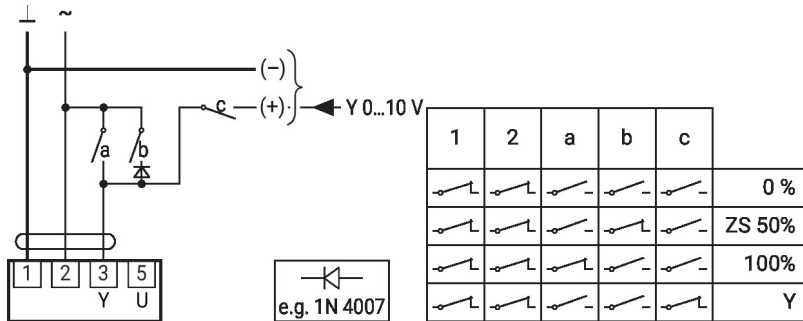 ⊥ ~
(–)
c (+) Y 0...10 V
a b
1 2 3 5
Y U
e.g. 1N 4007
1 2 a b c
0 %
ZS 50%
100%
Y